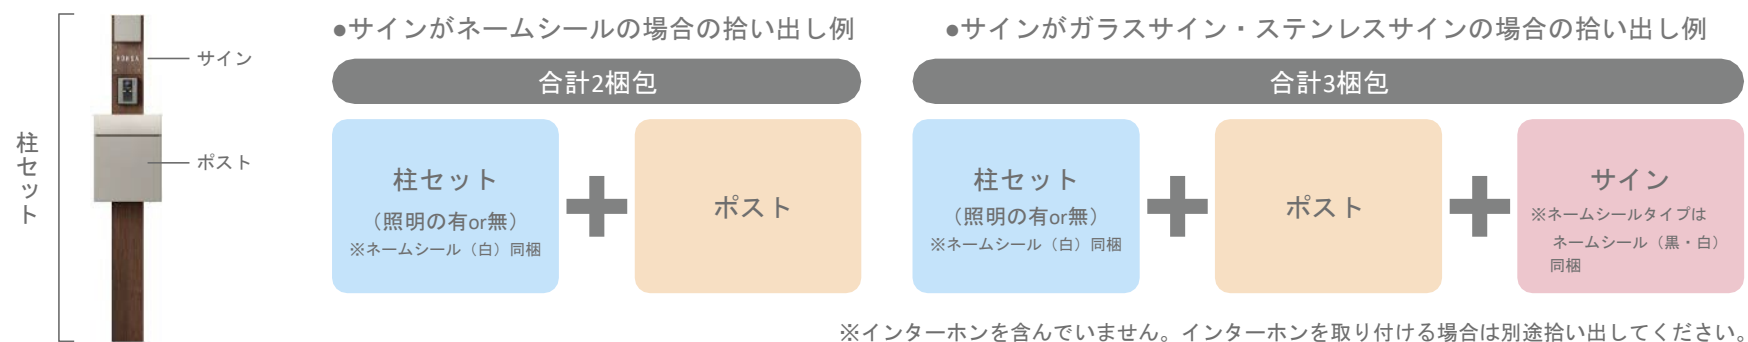 柱セット
サイン
ポスト
●サインがネームシールの場合の拾い出し例
合計2梱包
柱セット
（照明の有or無）
※ネームシール（白）同梱
ポスト
●サインがガラスサイン・ステンレスサインの場合の拾い出し例
合計3梱包
柱セット
（照明の有or無）
※ネームシール（白）同梱
ポスト
サイン
※ネームシールタイプは
ネームシール（黒・白）
同梱
※インターホンを含んでいません。インターホンを取り付ける場合は別途拾い出してください。